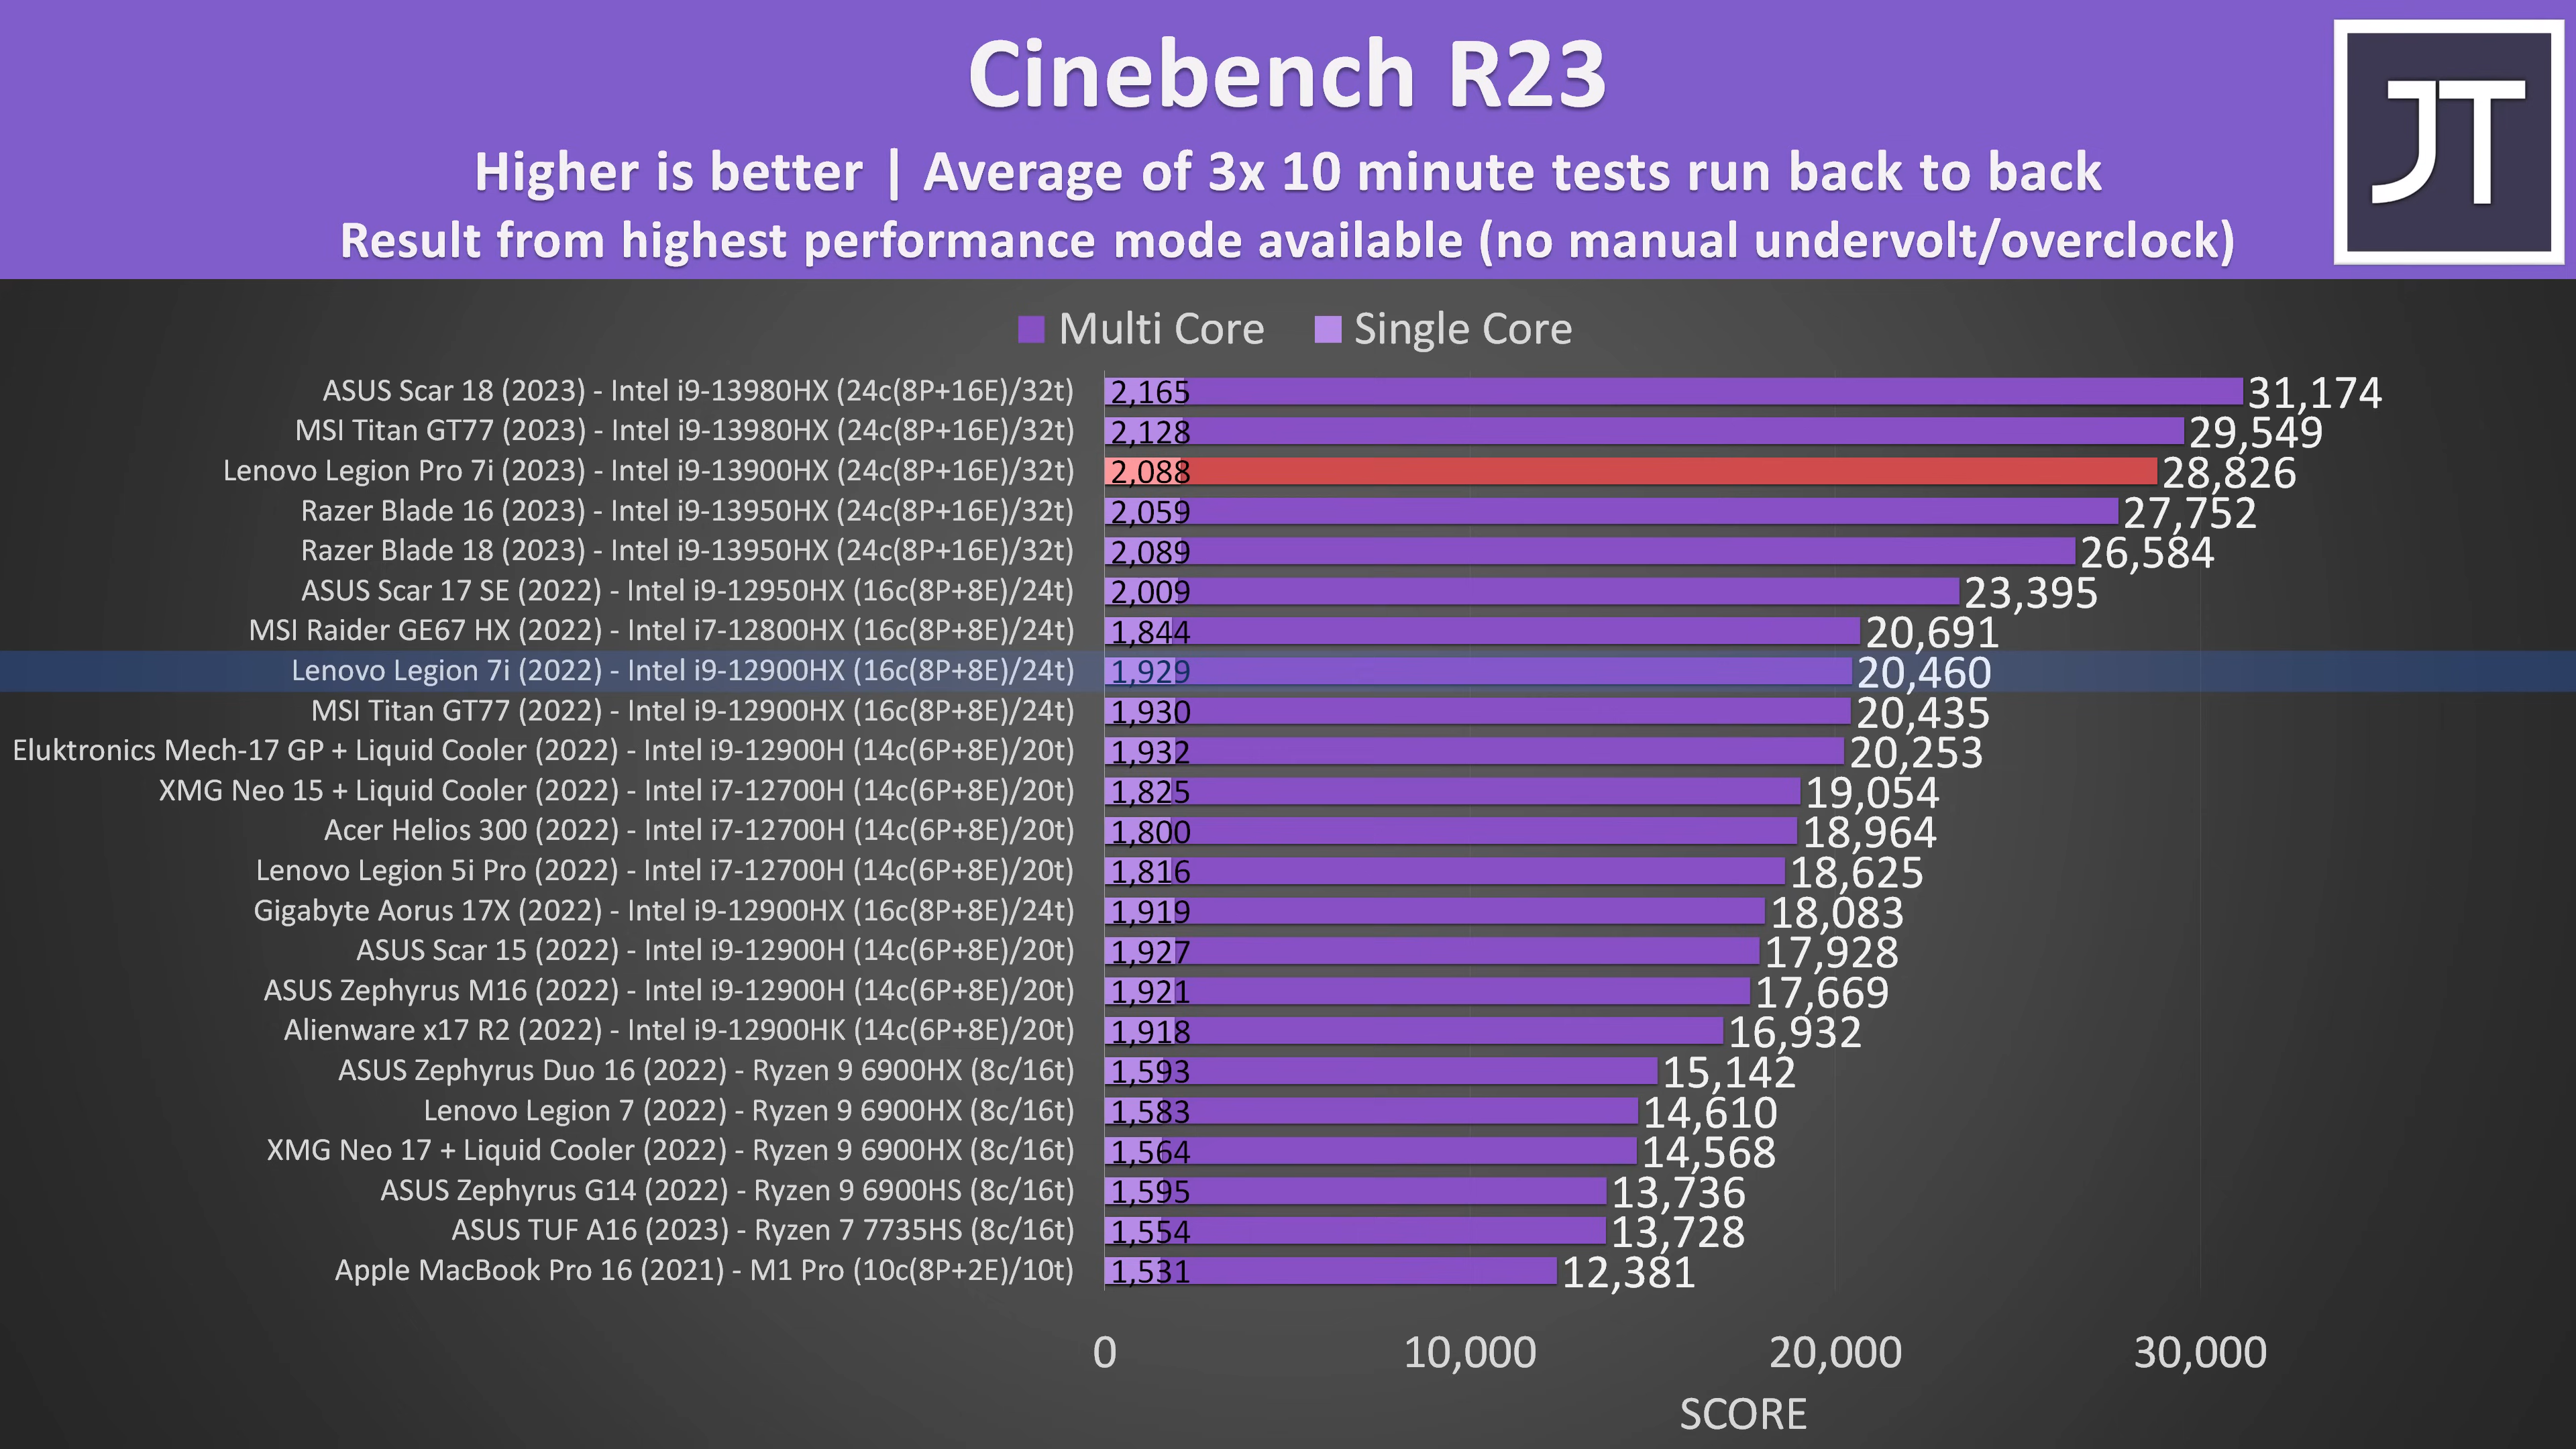 Cinebench R23
Higher is better | Average of 3x 10 minute tests run back to back
Result from highest performance mode available (no manual undervolt/overclock)
JT
Multi Core Single Core
ASUS Scar 18 (2023) - Intel i9-13980HX (24c(8P+16E)/32t) 2,165 31,174
MSI Titan GT77 (2023) - Intel i9-13980HX (24c(8P+16E)/32t) 2,128 29,549
Lenovo Legion Pro 7i (2023) - Intel i9-13900HX (24c(8P+16E)/32t) 2,088 28,826
Razer Blade 16 (2023) - Intel i9-13950HX (24c(8P+16E)/32t) 2,059 27,752
Razer Blade 18 (2023) - Intel i9-13950HX (24c(8P+16E)/32t) 2,089 26,584
ASUS Scar 17 SE (2022) - Intel i9-12950HX (16c(8P+8E)/24t) 2,009 23,395
MSI Raider GE67 HX (2022) - Intel i7-12800HX (16c(8P+8E)/24t) 1,844 20,691
Lenovo Legion 7i (2022) - Intel i9-12900HX (16c(8P+8E)/24t) 1,929 20,460
MSI Titan GT77 (2022) - Intel i9-12900HX (16c(8P+8E)/24t) 1,930 20,435
Eluktronics Mech-17 GP + Liquid Cooler (2022) - Intel i9-12900H (14c(6P+8E)/20t) 1,932 20,253
XMG Neo 15 + Liquid Cooler (2022) - Intel i7-12700H (14c(6P+8E)/20t) 1,825 19,054
Acer Helios 300 (2022) - Intel i7-12700H (14c(6P+8E)/20t) 1,800 18,964
Lenovo Legion 5i Pro (2022) - Intel i7-12700H (14c(6P+8E)/20t) 1,816 18,625
Gigabyte Aorus 17X (2022) - Intel i9-12900HX (16c(8P+8E)/24t) 1,919 18,083
ASUS Scar 15 (2022) - Intel i9-12900H (14c(6P+8E)/20t) 1,927 17,928
ASUS Zephyrus M16 (2022) - Intel i9-12900H (14c(6P+8E)/20t) 1,921 17,669
Alienware x17 R2 (2022) - Intel i9-12900HK (14c(6P+8E)/20t) 1,918 16,932
ASUS Zephyrus Duo 16 (2022) - Ryzen 9 6900HX (8c/16t) 1,593 15,142
Lenovo Legion 7 (2022) - Ryzen 9 6900HX (8c/16t) 1,583 14,610
XMG Neo 17 + Liquid Cooler (2022) - Ryzen 9 6900HX (8c/16t) 1,564 14,568
ASUS Zephyrus G14 (2022) - Ryzen 9 6900HS (8c/16t) 1,595 13,736
ASUS TUF A16 (2023) - Ryzen 7 7735HS (8c/16t) 1,554 13,728
Apple MacBook Pro 16 (2021) - M1 Pro (10c(8P+2E)/10t) 1,531 12,381
0 10,000 20,000 30,000
SCORE